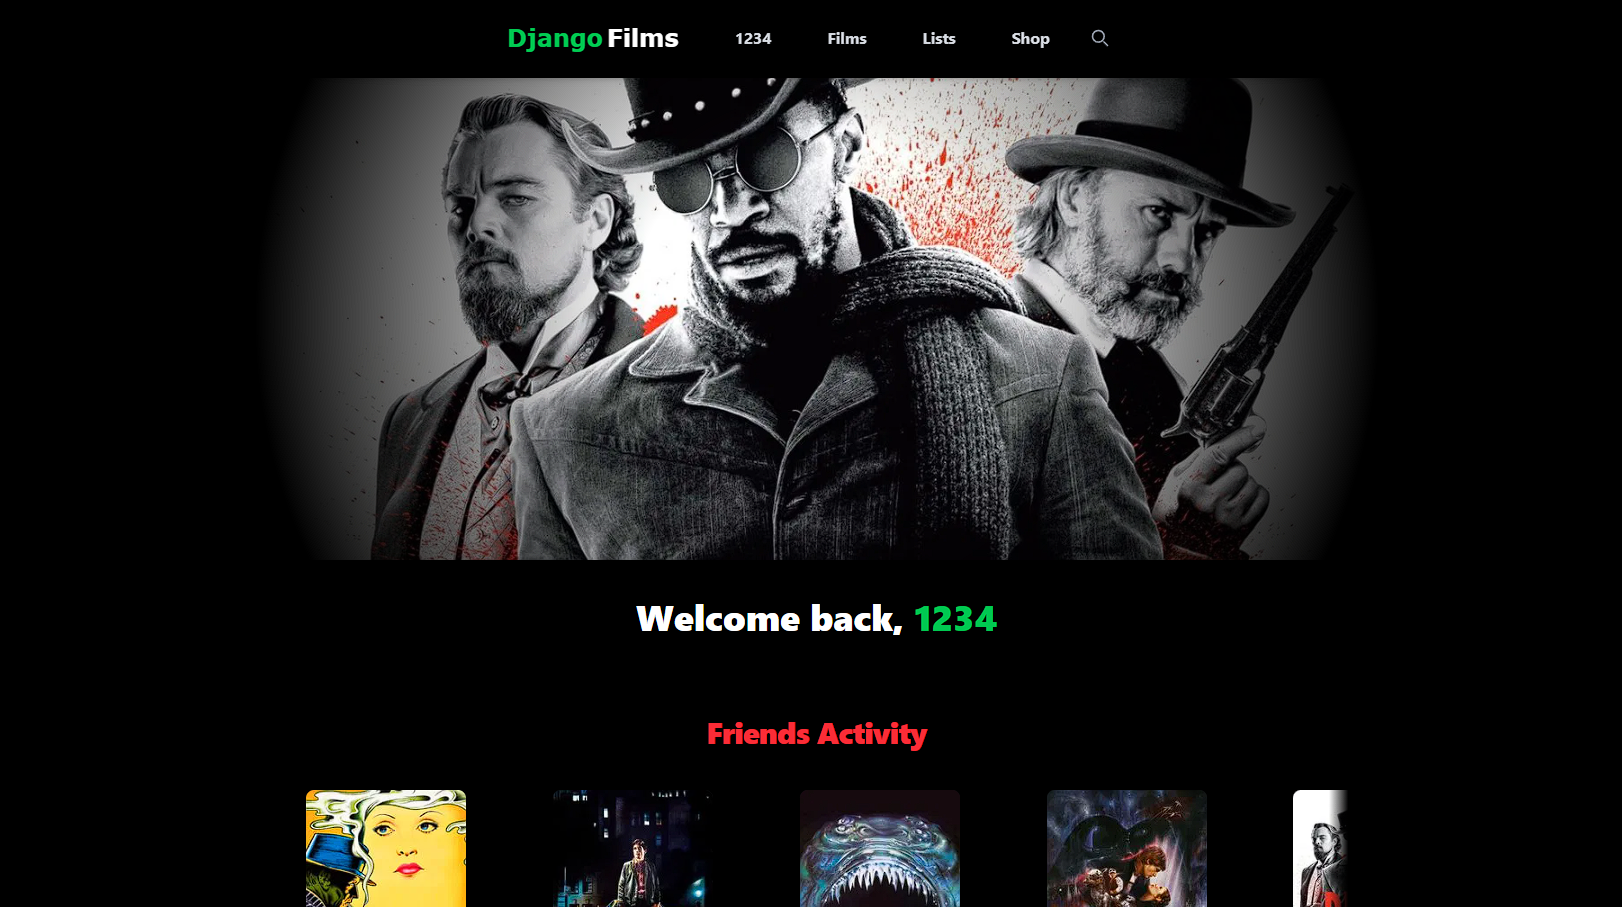 Django Films 1234 Films Lists Shop
Welcome back, 1234
Friends Activity